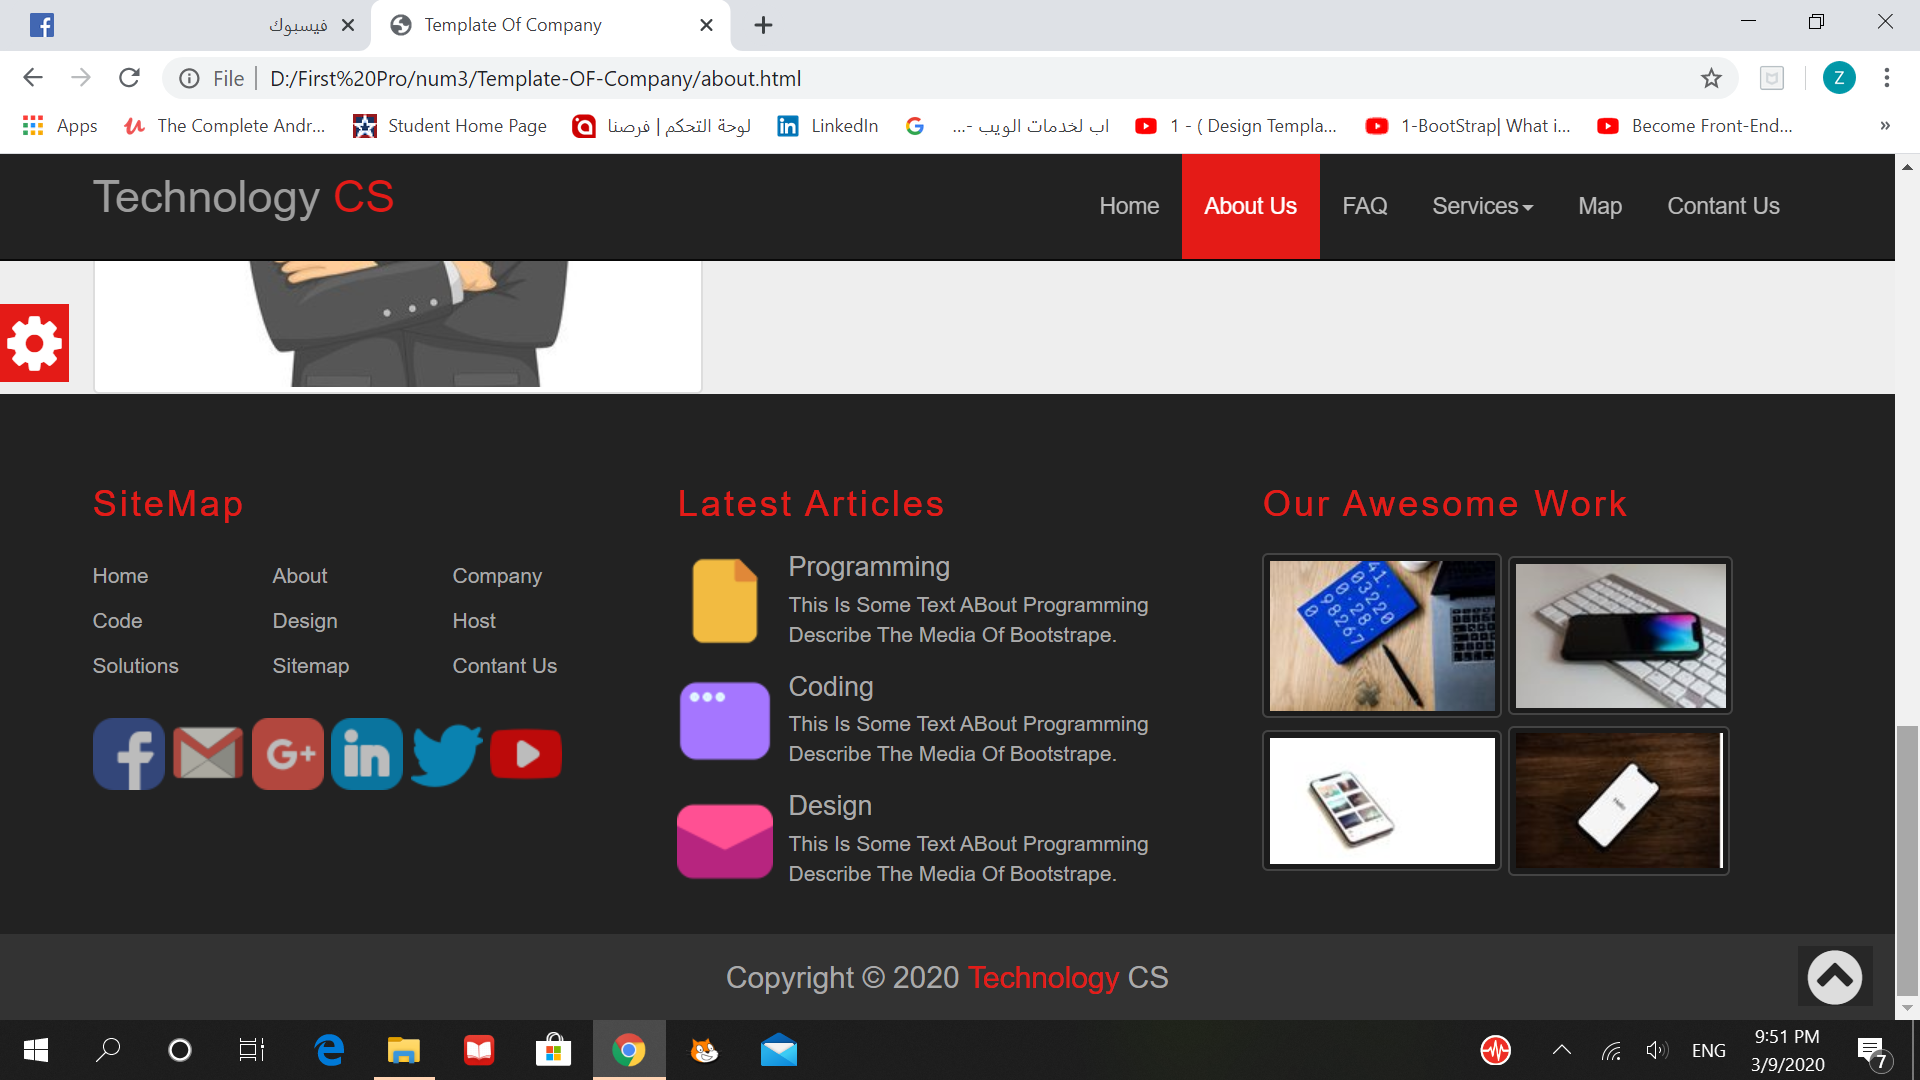 فيسبوك
Template Of Company
File
D:/First%20Pro/num3/Template-OF-Company/about.html
Z
Apps
The Complete Andr...
Student Home Page
لوحة التحكم | فرصنا
LinkedIn
اب لخدمات الويب -...
1 - ( Design Templa...
1-BootStrap| What i...
Become Front-End...
»
Technology CS
Home
About Us
FAQ
Services
Map
Contant Us
SiteMap
Home
About
Company
Code
Design
Host
Solutions
Sitemap
Contant Us
Latest Articles
Programming
This Is Some Text ABout Programming
Describe The Media Of Bootstrape.
Coding
This Is Some Text ABout Programming
Describe The Media Of Bootstrape.
Design
This Is Some Text ABout Programming
Describe The Media Of Bootstrape.
Our Awesome Work
Hello
Copyright © 2020 Technology CS
ENG
9:51 PM
3/9/2020
7